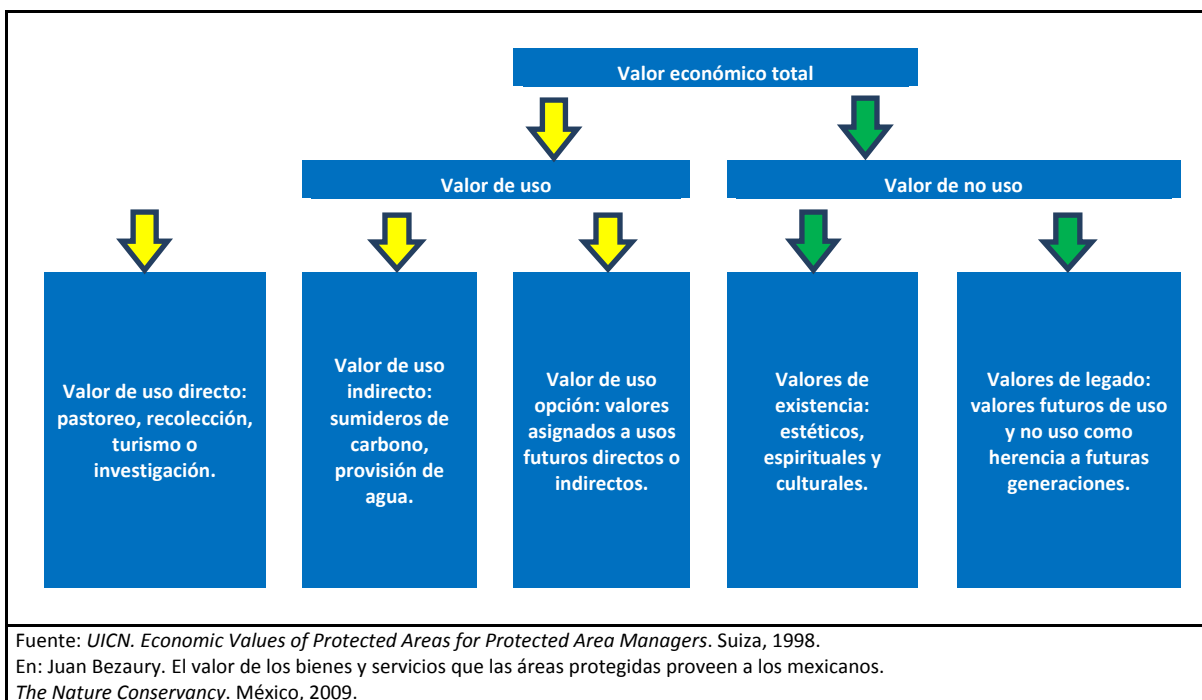 Valor económico total
Valor de uso
Valor de no uso
Valor de uso directo:
pastoreo, recolección,
turismo o
investigación.
Valor de uso
indirecto:
sumideros de
carbono,
provisión de
agua.
Valor de uso
opción: valores
asignados a usos
futuros directos o
indirectos.
Valores de
existencia:
estéticos,
espirituales y
culturales.
Valores de legado:
valores futuros de uso
y no uso como
herencia a futuras
generaciones.
Fuente: UICN. Economic Values of Protected Areas for Protected Area Managers. Suiza, 1998.
En: Juan Bezaury. El valor de los bienes y servicios que las áreas protegidas proveen a los mexicanos.
The Nature Conservancy. México, 2009.